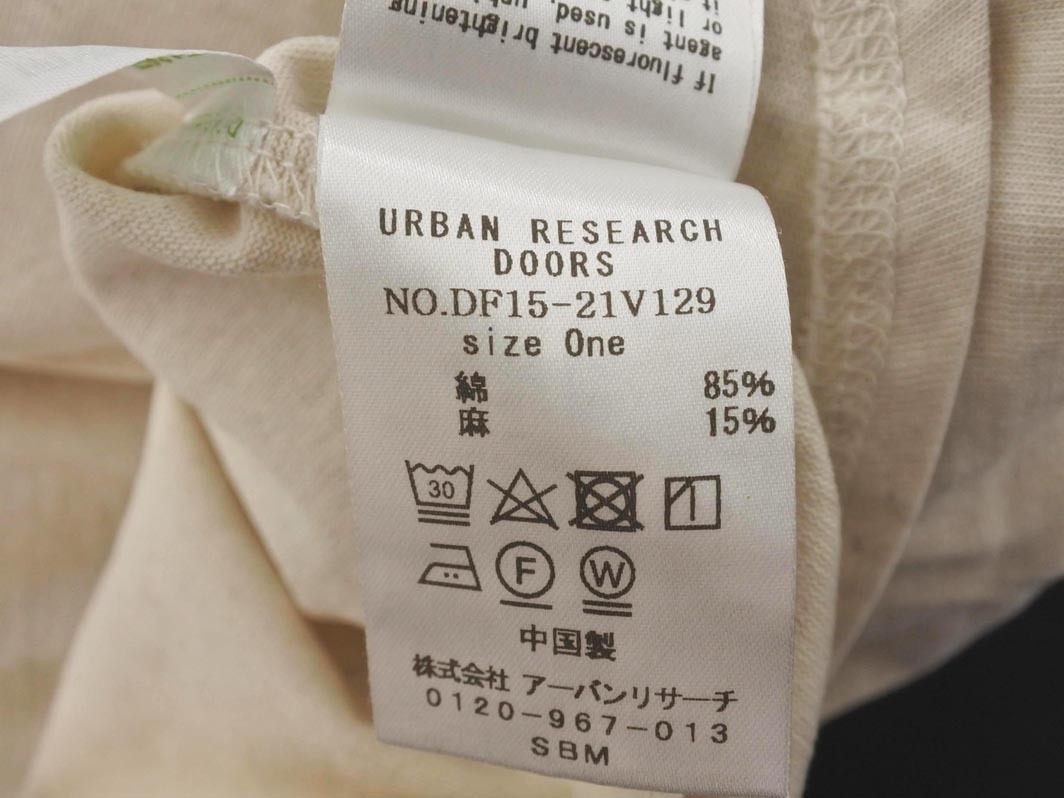 If fluorescent brightening
agent is used,
or light
it
URBAN RESEARCH
DOORS
NO.DF15-21V129
size One
綿 85%
麻 15%
30
F W
中国製
株式会社 アーバンリサーチ
0120-967-013
SBM